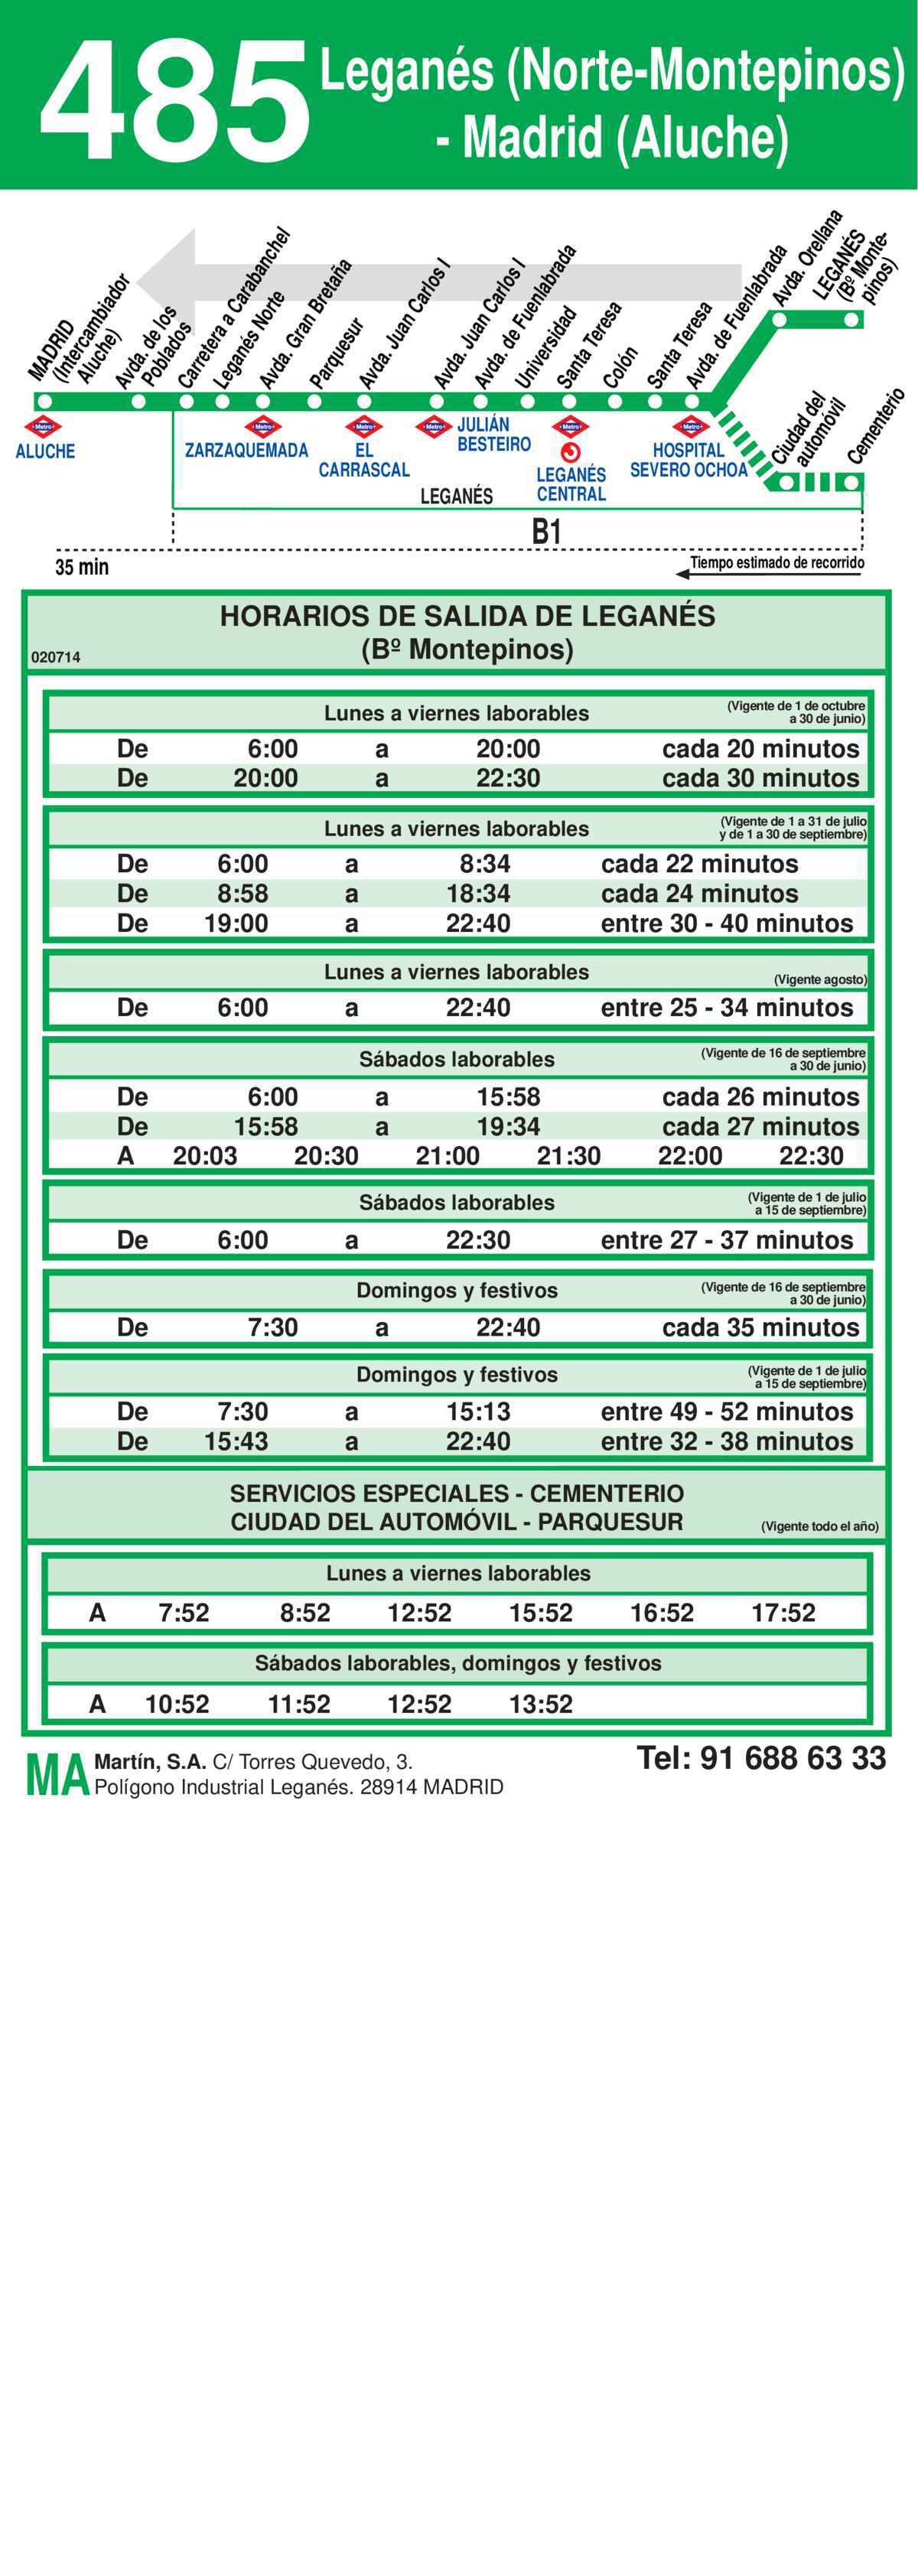 485 Leganés (Norte-Montepinos)
- Madrid (Aluche)
MADRID
(Intercambiador
Aluche)
Avda. de los
Poblados
Carretera a Carabanchel
Leganés Norte
Avda. Gran Bretaña
Parquesur
Avda. Juan Carlos I
Avda. Juan Carlos I
Avda. de Fuenlabrada
Universidad
Santa Teresa
Colón
Santa Teresa
Avda. de Fuenlabrada
Avda. Orellana
LEGANÉS
(Bº Monte-
pinos)
Ciudad del
automóvil
Cementerio
Metro
ALUCHE
Metro
ZARZAQUEMADA
Metro
EL
CARRASCAL
Metro
JULIÁN
BESTEIRO
Metro
LEGANÉS
CENTRAL
Metro
HOSPITAL
SEVERO OCHOA
LEGANÉS
B1
35 min
Tiempo estimado de recorrido
HORARIOS DE SALIDA DE LEGANÉS
(Bº Montepinos)
020714
Lunes a viernes laborables (Vigente de 1 de octubre
a 30 de junio)
De 6:00 a 20:00 cada 20 minutos
De 20:00 a 22:30 cada 30 minutos
Lunes a viernes laborables (Vigente de 1 a 31 de julio
y de 1 a 30 de septiembre)
De 6:00 a 8:34 cada 22 minutos
De 8:58 a 18:34 cada 24 minutos
De 19:00 a 22:40 entre 30 - 40 minutos
Lunes a viernes laborables (Vigente agosto)
De 6:00 a 22:40 entre 25 - 34 minutos
Sábados laborables (Vigente de 16 de septiembre
a 30 de junio)
De 6:00 a 15:58 cada 26 minutos
De 15:58 a 19:34 cada 27 minutos
A 20:03 20:30 21:00 21:30 22:00 22:30
Sábados laborables (Vigente de 1 de julio
a 15 de septiembre)
De 6:00 a 22:30 entre 27 - 37 minutos
Domingos y festivos (Vigente de 16 de septiembre
a 30 de junio)
De 7:30 a 22:40 cada 35 minutos
Domingos y festivos (Vigente de 1 de julio
a 15 de septiembre)
De 7:30 a 15:13 entre 49 - 52 minutos
De 15:43 a 22:40 entre 32 - 38 minutos
SERVICIOS ESPECIALES - CEMENTERIO
CIUDAD DEL AUTOMÓVIL - PARQUESUR (Vigente todo el año)
Lunes a viernes laborables
A 7:52 8:52 12:52 15:52 16:52 17:52
Sábados laborables, domingos y festivos
A 10:52 11:52 12:52 13:52
MA Martín, S.A. C/ Torres Quevedo, 3.
Polígono Industrial Leganés. 28914 MADRID
Tel: 91 688 63 33